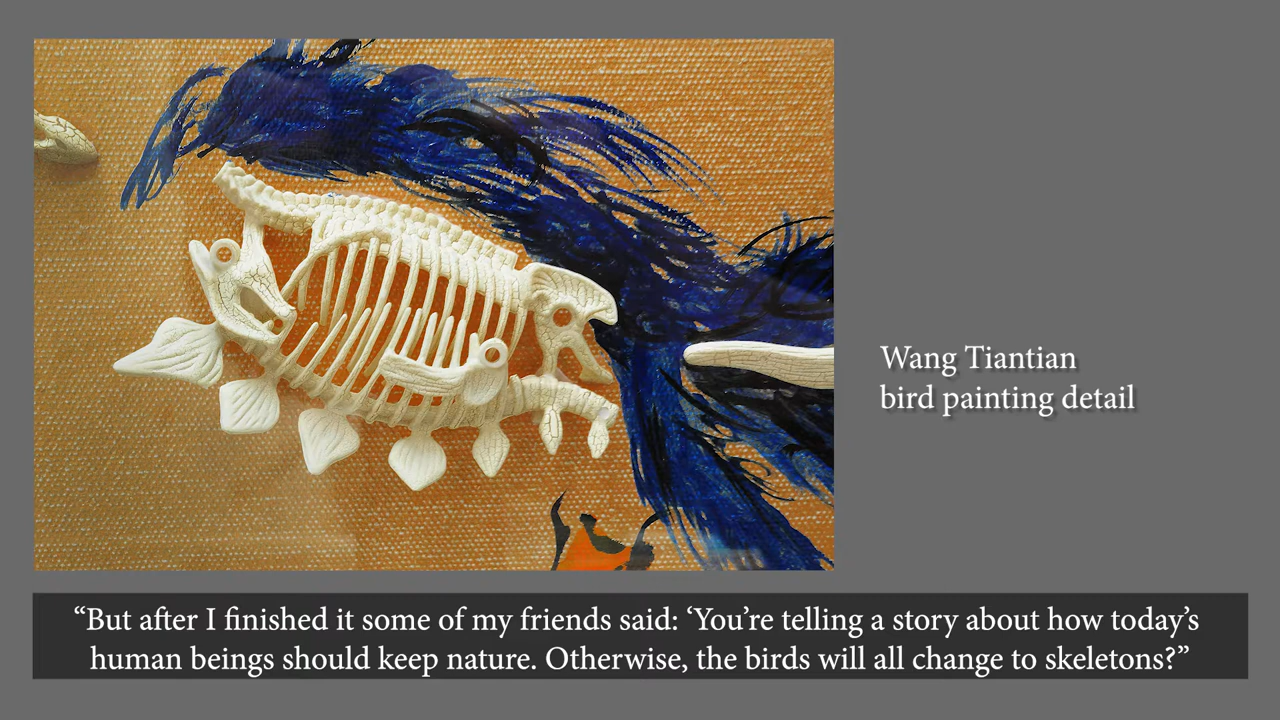 Wang Tiantian
bird painting detail
“But after I finished it some of my friends said: ‘You’re telling a story about how today’s
human beings should keep nature. Otherwise, the birds will all change to skeletons?”